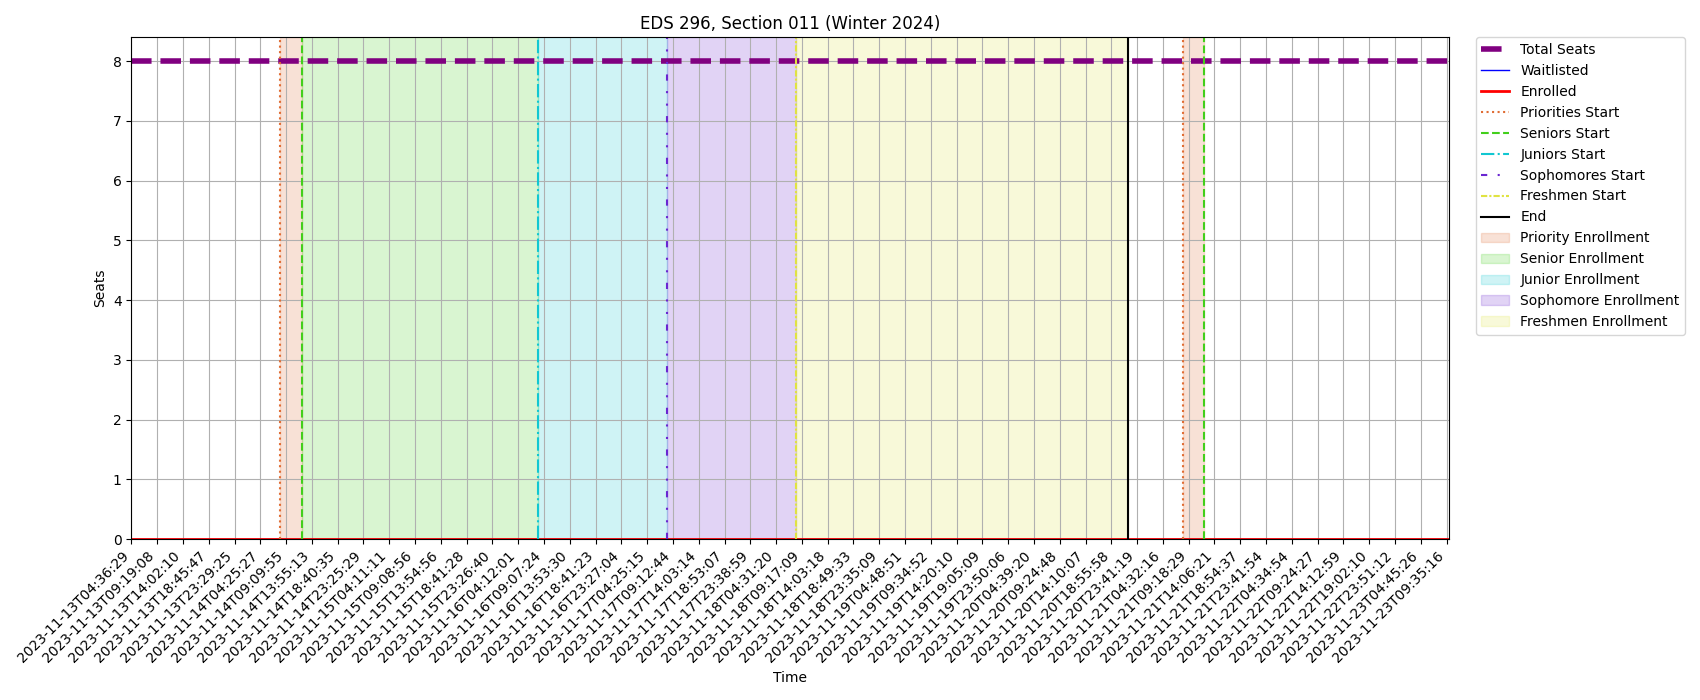 EDS 296, Section 011 (Winter 2024)
Seats
8
7
6
5
4
3
2
1
0
2023-11-13T04:36:29
2023-11-13T09:19:08
2023-11-13T14:02:10
2023-11-13T18:45:47
2023-11-13T23:29:25
2023-11-14T04:25:27
2023-11-14T09:09:55
2023-11-14T13:55:13
2023-11-14T18:40:35
2023-11-14T23:25:29
2023-11-15T04:11:11
2023-11-15T09:08:56
2023-11-15T13:54:56
2023-11-15T18:41:28
2023-11-15T23:26:40
2023-11-16T04:12:01
2023-11-16T09:07:24
2023-11-16T13:53:30
2023-11-16T18:41:23
2023-11-16T23:27:04
2023-11-17T04:25:15
2023-11-17T09:12:44
2023-11-17T14:03:14
2023-11-17T18:53:07
2023-11-17T23:38:59
2023-11-18T04:31:20
2023-11-18T09:17:09
2023-11-18T14:03:18
2023-11-18T18:49:33
2023-11-18T23:35:09
2023-11-19T04:48:51
2023-11-19T09:34:52
2023-11-19T14:20:10
2023-11-19T19:05:09
2023-11-19T23:50:06
2023-11-20T04:39:20
2023-11-20T09:24:48
2023-11-20T14:10:07
2023-11-20T18:55:58
2023-11-20T23:41:19
2023-11-21T04:32:16
2023-11-21T09:18:29
2023-11-21T14:06:21
2023-11-21T18:54:37
2023-11-21T23:41:54
2023-11-22T04:34:54
2023-11-22T09:24:27
2023-11-22T14:12:59
2023-11-22T19:02:10
2023-11-22T23:51:12
2023-11-23T04:45:26
2023-11-23T09:35:16
Time
Total Seats
Waitlisted
Enrolled
Priorities Start
Seniors Start
Juniors Start
Sophomores Start
Freshmen Start
End
Priority Enrollment
Senior Enrollment
Junior Enrollment
Sophomore Enrollment
Freshmen Enrollment